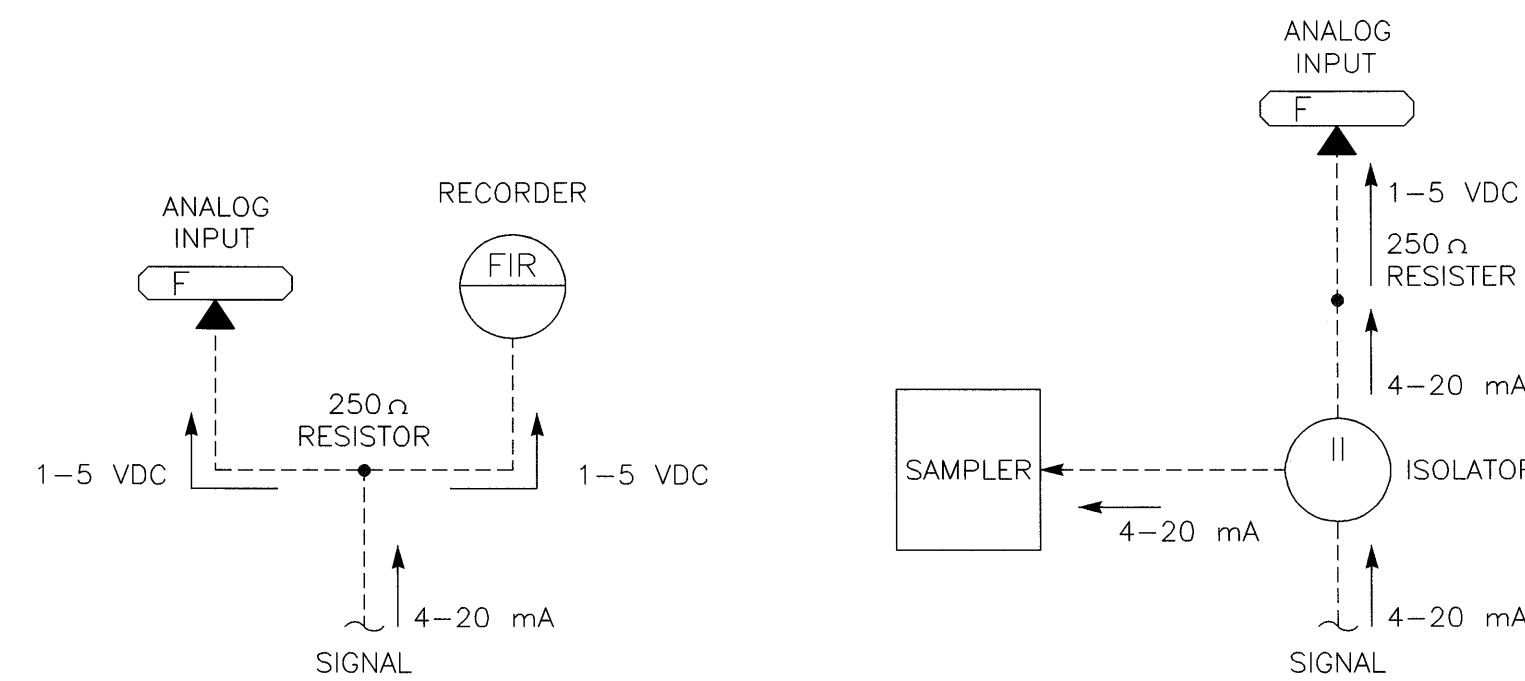 ANALOG
INPUT
F
RECORDER
FIR
250 Ω
RESISTOR
1-5 VDC
1-5 VDC
4-20 mA
SIGNAL
ANALOG
INPUT
F
1-5 VDC
250 Ω
RESISTER
4-20 mA
II
ISOLATOR
SAMPLER
4-20 mA
4-20 mA
SIGNAL